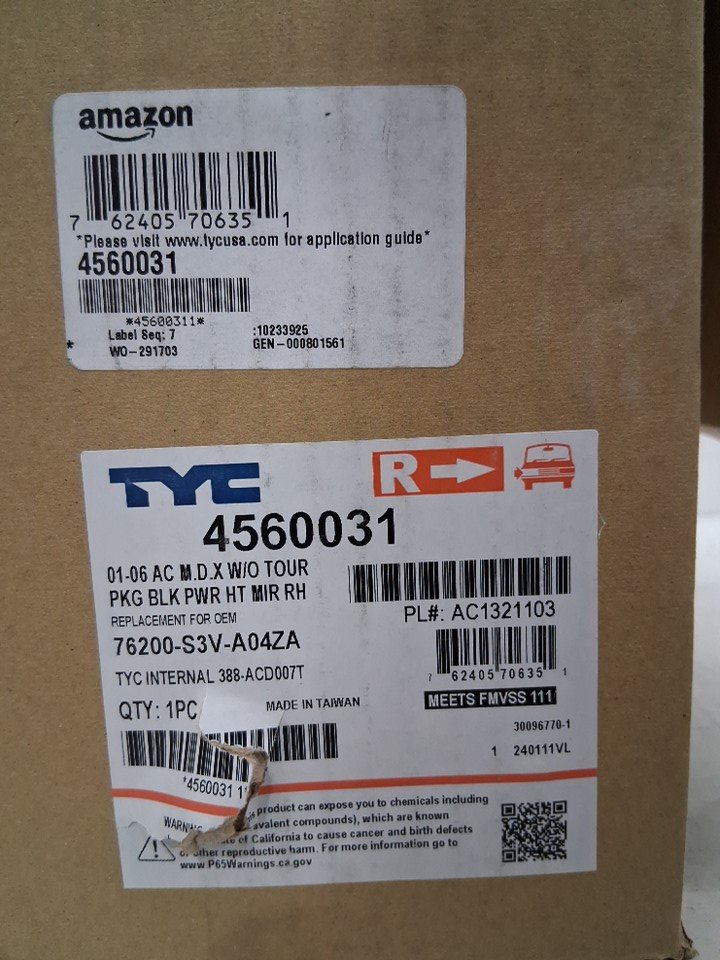 amazon
7 62405 70635 1
*Please visit www.tycusa.com for application guide*
4560031
*45600311*
Label Seq: 7 :10233925
* WO-291703 GEN-000801561
TYC R
4560031
01-06 AC M.D.X W/O TOUR
PKG BLK PWR HT MIR RH
REPLACEMENT FOR OEM
PL#: AC1321103
76200-S3V-A04ZA
7 62405 70635 1
TYC INTERNAL 388-ACD007T
MEETS FMVSS 111
QTY: 1PC MADE IN TAIWAN
30096770-1
1 240111VL
*4560031 1*
product can expose you to chemicals including
valent compounds), which are known
of California to cause cancer and birth defects
or other reproductive harm. For more information go to
www.P65Warnings.ca.gov